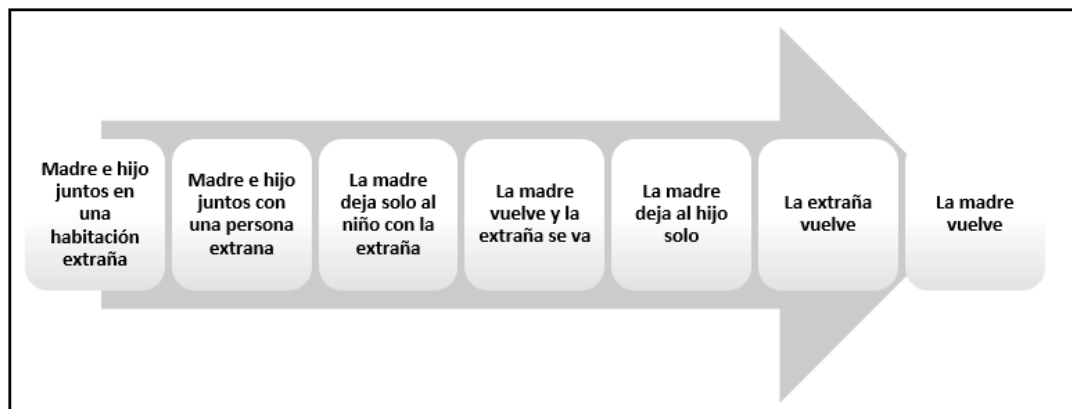 Madre e hijo
juntos en
una
habitación
extraña
Madre e hijo
juntos con
una persona
extrana
La madre
deja solo al
niño con la
extraña
La madre
vuelve y la
extraña se va
La madre
deja al hijo
solo
La extraña
vuelve
La madre
vuelve